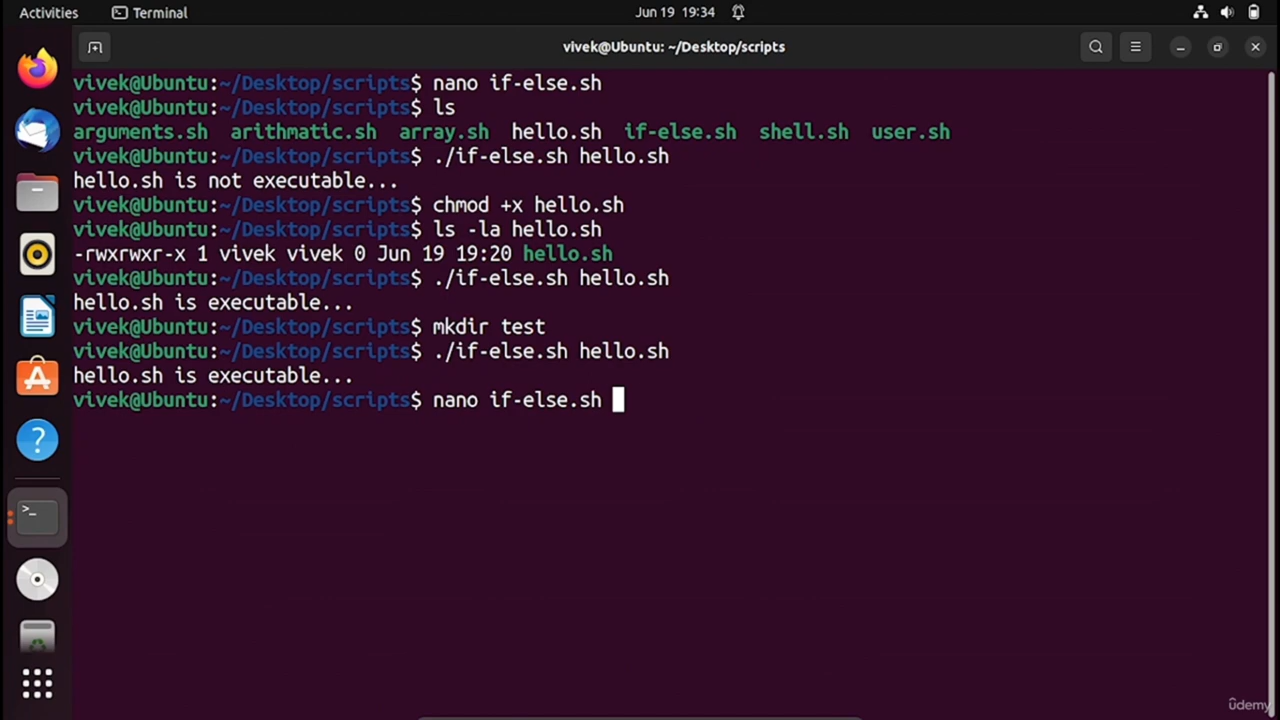 Activities Terminal Jun 19 19:34
vivek@Ubuntu: ~/Desktop/scripts
vivek@Ubuntu:~/Desktop/scripts$ nano if-else.sh
vivek@Ubuntu:~/Desktop/scripts$ ls
arguments.sh arithmatic.sh array.sh hello.sh if-else.sh shell.sh user.sh
vivek@Ubuntu:~/Desktop/scripts$ ./if-else.sh hello.sh
hello.sh is not executable...
vivek@Ubuntu:~/Desktop/scripts$ chmod +x hello.sh
vivek@Ubuntu:~/Desktop/scripts$ ls -la hello.sh
-rwxrwxr-x 1 vivek vivek 0 Jun 19 19:20 hello.sh
vivek@Ubuntu:~/Desktop/scripts$ ./if-else.sh hello.sh
hello.sh is executable...
vivek@Ubuntu:~/Desktop/scripts$ mkdir test
vivek@Ubuntu:~/Desktop/scripts$ ./if-else.sh hello.sh
hello.sh is executable...
vivek@Ubuntu:~/Desktop/scripts$ nano if-else.sh
ûdemy